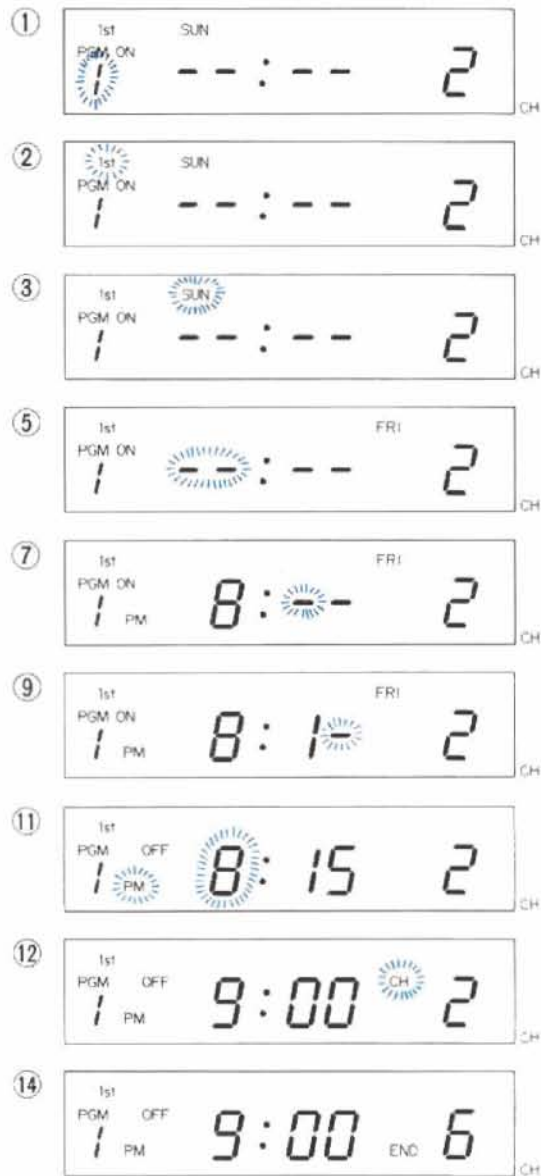 ①
1st SUN
PGM ON
1 --:-- 2
CH
②
1st SUN
PGM ON
1 --:-- 2
CH
③
1st SUN
PGM ON
1 --:-- 2
CH
⑤
1st FRI
PGM ON
1 --:-- 2
CH
⑦
1st FRI
PGM ON
1 PM 8:-- 2
CH
⑨
1st FRI
PGM ON
1 PM 8:1- 2
CH
⑪
1st
PGM OFF
1 PM 8:15 2
CH
⑫
1st
PGM OFF CH
1 PM 9:00 2
CH
⑭
1st
PGM OFF
1 PM 9:00 END 6
CH